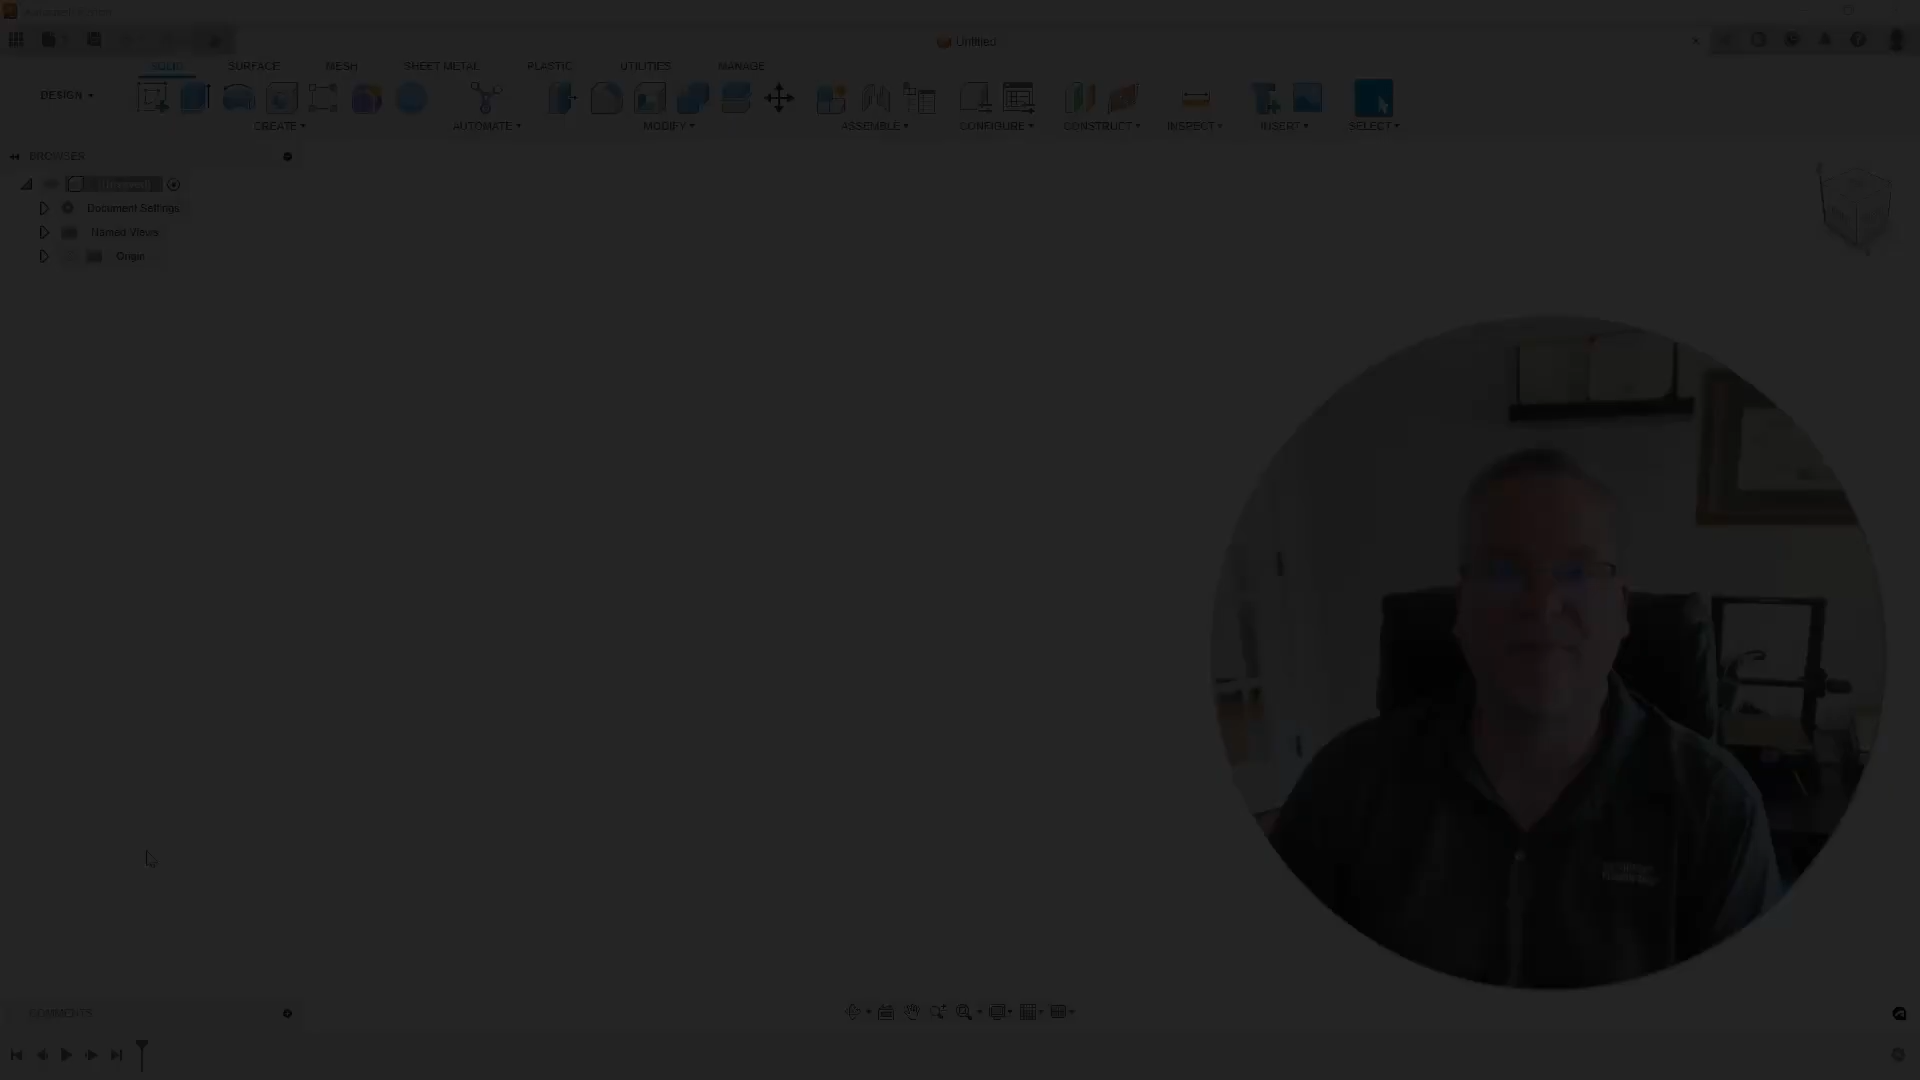 Untitled
SOLID
SURFACE
MESH
SHEET METAL
PLASTIC
UTILITIES
MANAGE
DESIGN
CREATE
AUTOMATE
MODIFY
ASSEMBLE
CONFIGURE
CONSTRUCT
INSPECT
INSERT
SELECT
BROWSER
(Unsaved)
Document Settings
Named Views
Origin
COMMENTS